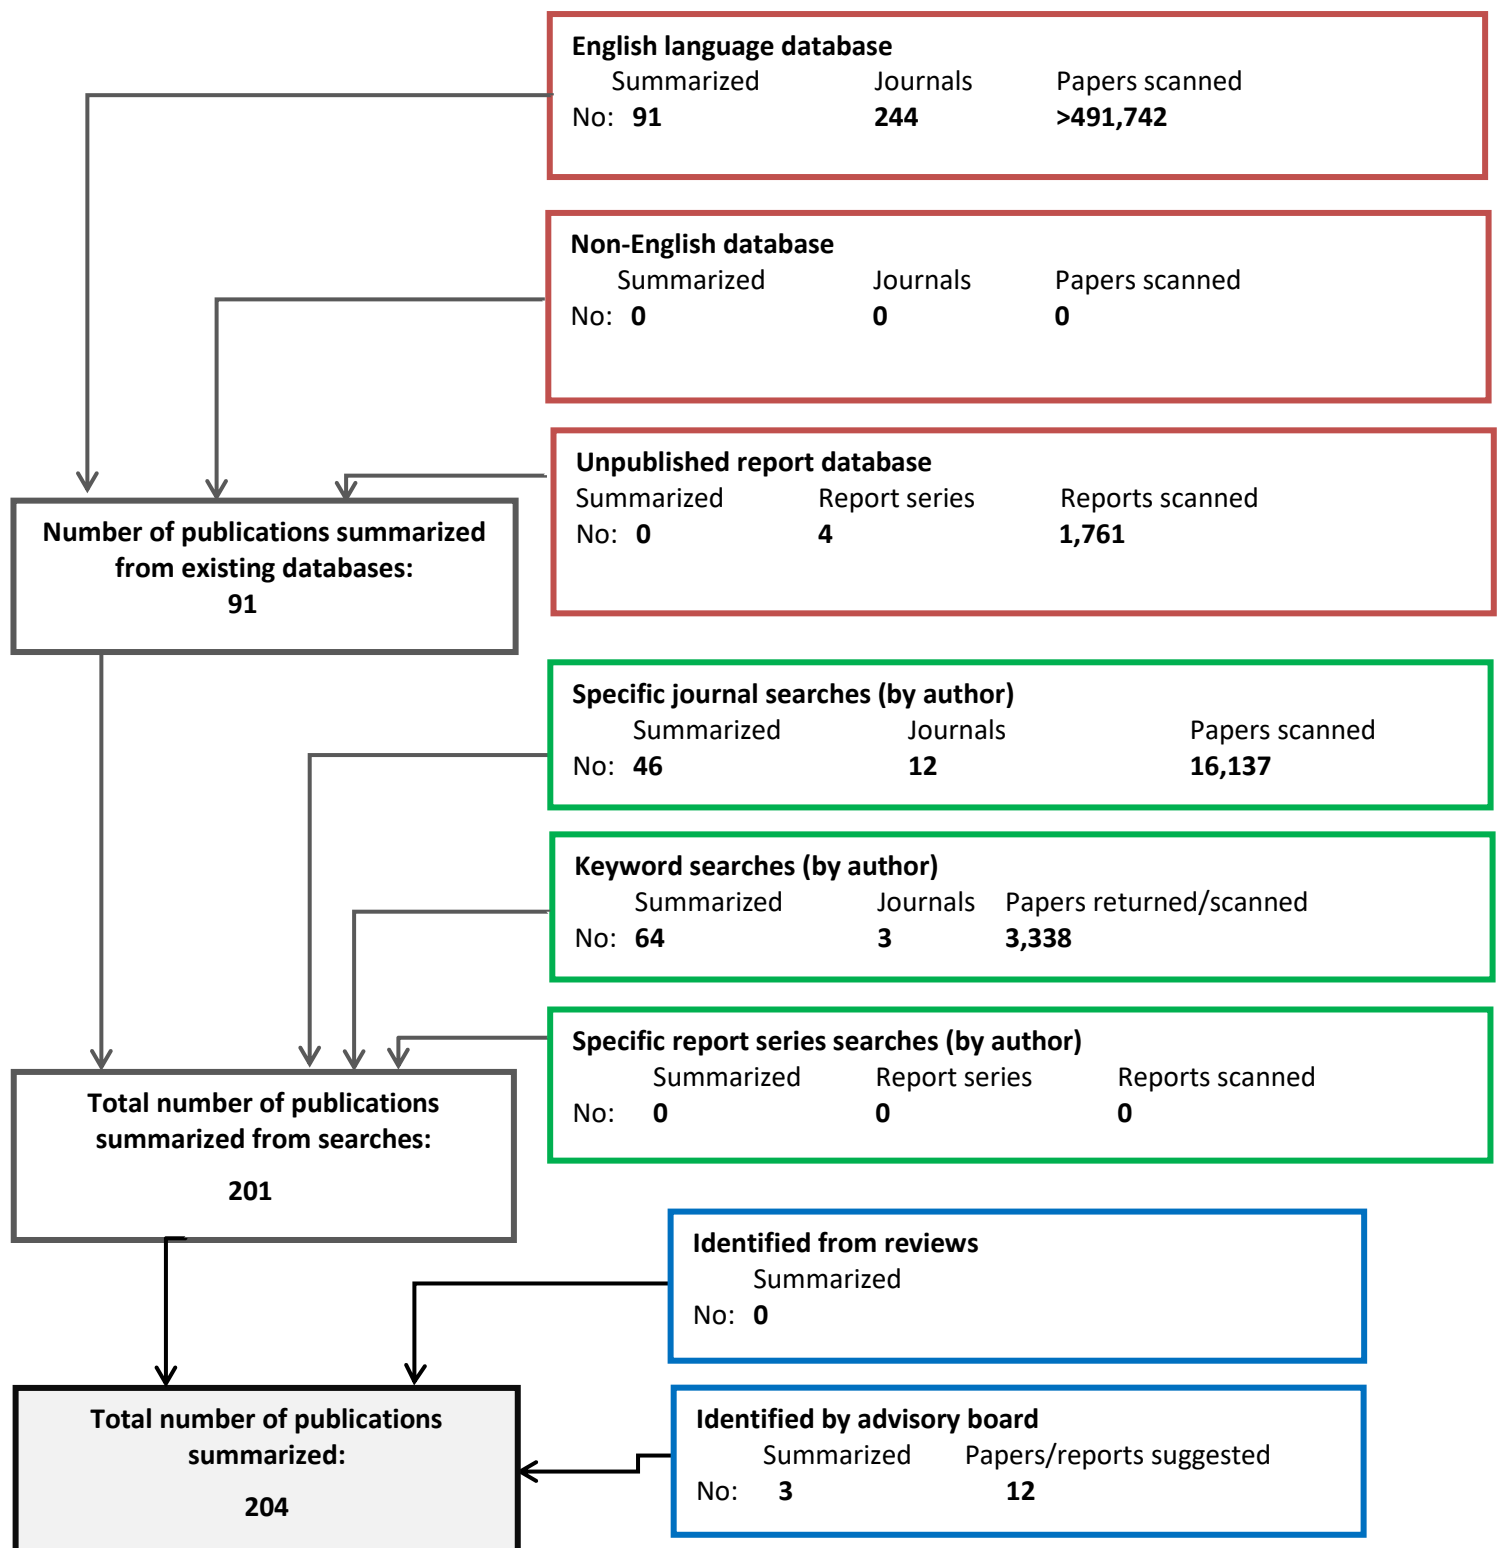 English language database
Summarized Journals Papers scanned
No: 91 244 >491,742
Non-English database
Summarized Journals Papers scanned
No: 0 0 0
Unpublished report database
Summarized Report series Reports scanned
No: 0 4 1,761
Number of publications summarized
from existing databases:
91
Specific journal searches (by author)
Summarized Journals Papers scanned
No: 46 12 16,137
Keyword searches (by author)
Summarized Journals Papers returned/scanned
No: 64 3 3,338
Specific report series searches (by author)
Summarized Report series Reports scanned
No: 0 0 0
Total number of publications
summarized from searches:
201
Identified from reviews
Summarized
No: 0
Identified by advisory board
Summarized Papers/reports suggested
No: 3 12
Total number of publications
summarized:
204